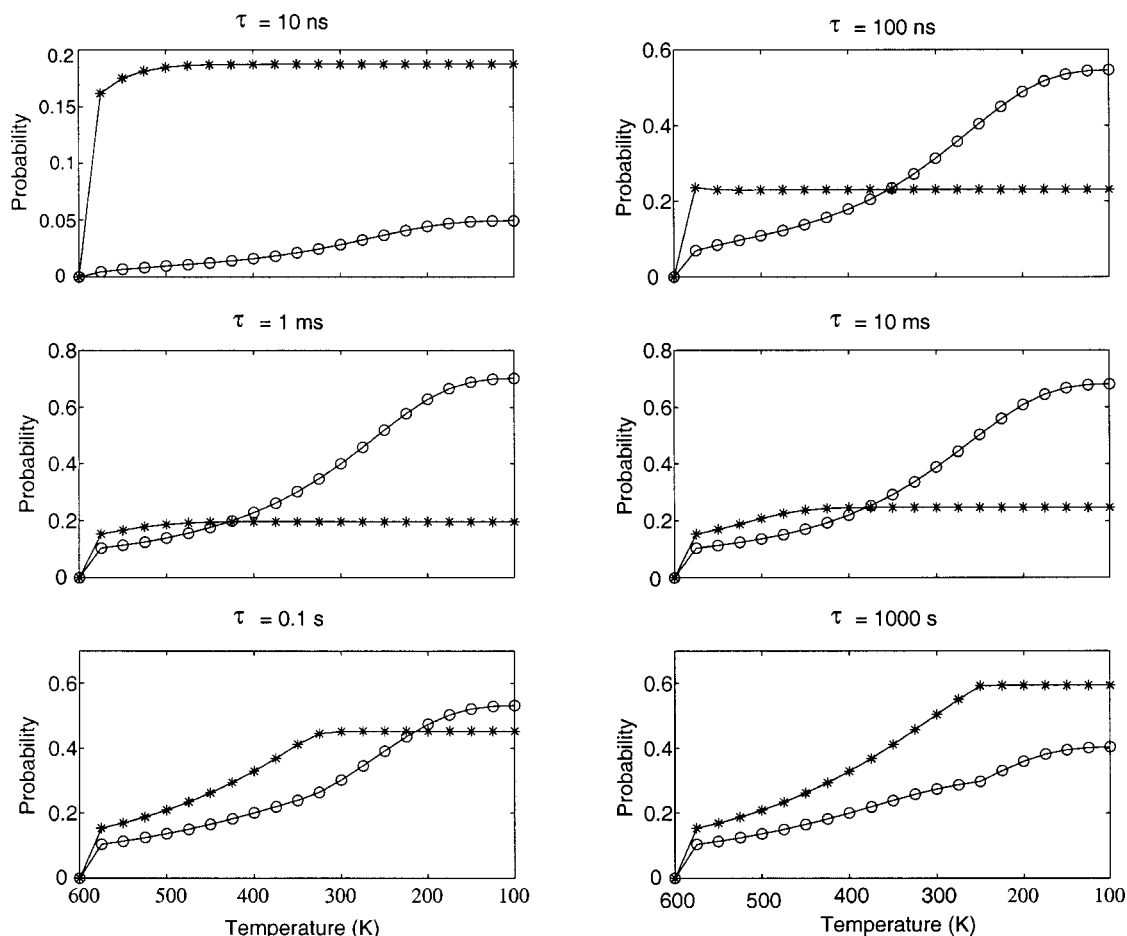 τ = 10 ns
0.2
0.15
0.1
0.05
0
Probability
τ = 100 ns
0.6
0.4
0.2
0
Probability
τ = 1 ms
0.8
0.6
0.4
0.2
0
Probability
τ = 10 ms
0.8
0.6
0.4
0.2
0
Probability
τ = 0.1 s
0.6
0.4
0.2
0
Probability
600 500 400 300 200 100
Temperature (K)
τ = 1000 s
0.6
0.4
0.2
0
Probability
600 500 400 300 200 100
Temperature (K)